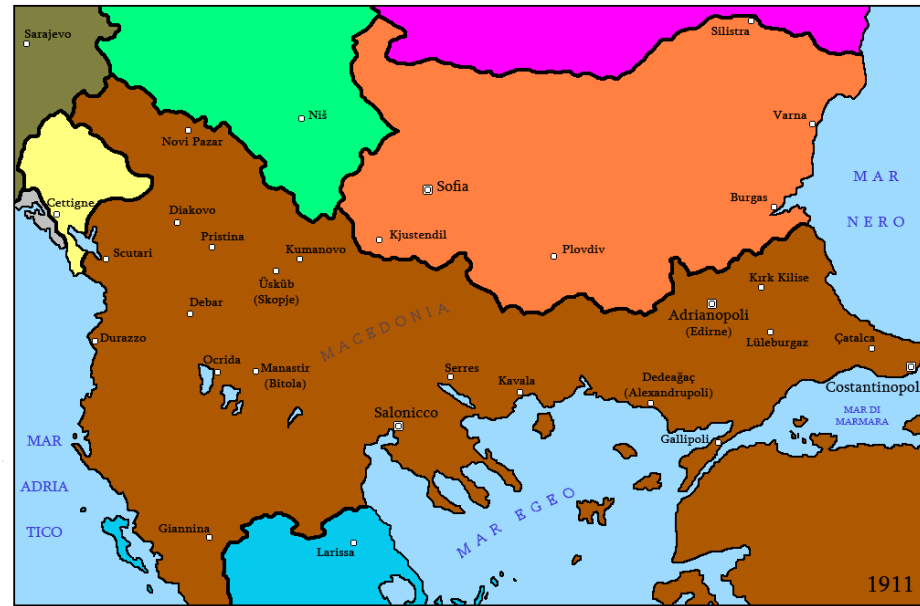 Sarajevo
Silistra
Niš
Varna
Novi Pazar
MAR
NERO
Sofia
Cettigne
Burgas
Diakovo
Kjustendil
Pristina
Kumanovo
Plovdiv
Scutari
Üsküb
(Skopje)
Kırk Kilise
Debar
MACEDONIA
Adrianopoli
(Edirne)
Lüleburgaz
Durazzo
Çatalca
Ocrida
Manastir
(Bitola)
Serres
Kavala
Dedeağaç
(Alexandrupoli)
Costantinopol
Salonicco
MAR DI
MARMARA
Gallipoli
MAR
ADRIA
TICO
MAR EGEO
Giannina
Larissa
1911